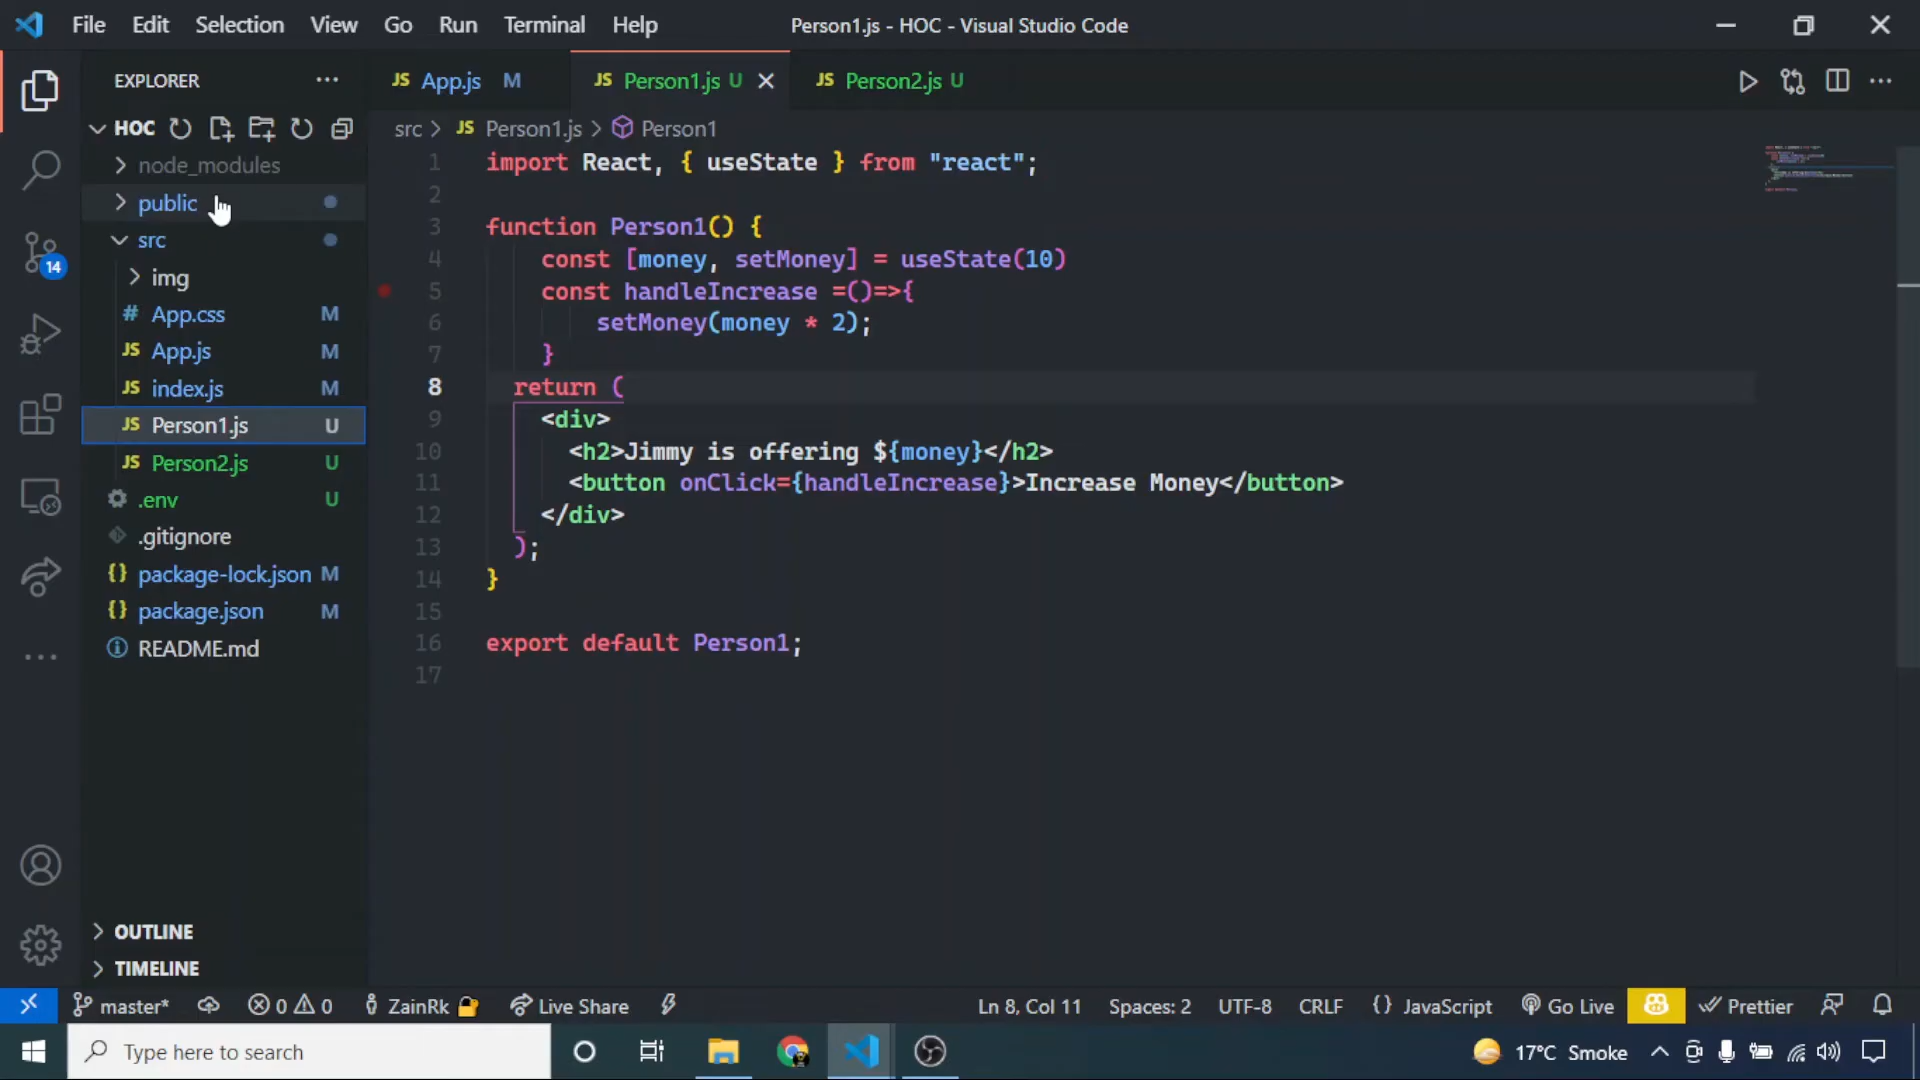 File Edit Selection View Go Run Terminal Help
Person1.js - HOC - Visual Studio Code
EXPLORER
JS App.js M
JS Person1.js U
JS Person2.js U
HOC
src > JS Person1.js > Person1
node_modules
public
src
img
# App.css M
JS App.js M
JS index.js M
JS Person1.js U
JS Person2.js U
.env U
.gitignore
{} package-lock.json M
{} package.json M
README.md
14
OUTLINE
TIMELINE
1 import React, { useState } from "react";
2
3 function Person1() {
4 const [money, setMoney] = useState(10)
5 const handleIncrease =()=>{
6 setMoney(money * 2);
7 }
8 return (
9 <div>
10 <h2>Jimmy is offering ${money}</h2>
11 <button onClick={handleIncrease}>Increase Money</button>
12 </div>
13 );
14 }
15
16 export default Person1;
17
master* 0 0 ZainRk Live Share Ln 8, Col 11 Spaces: 2 UTF-8 CRLF {} JavaScript Go Live Prettier
Type here to search
17°C Smoke